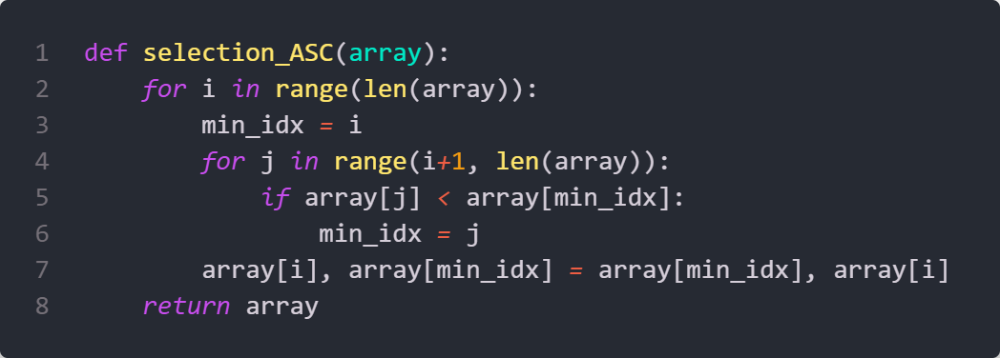 1 def selection_ASC(array):
2     for i in range(len(array)):
3         min_idx = i
4         for j in range(i+1, len(array)):
5             if array[j] < array[min_idx]:
6                 min_idx = j
7         array[i], array[min_idx] = array[min_idx], array[i]
8     return array